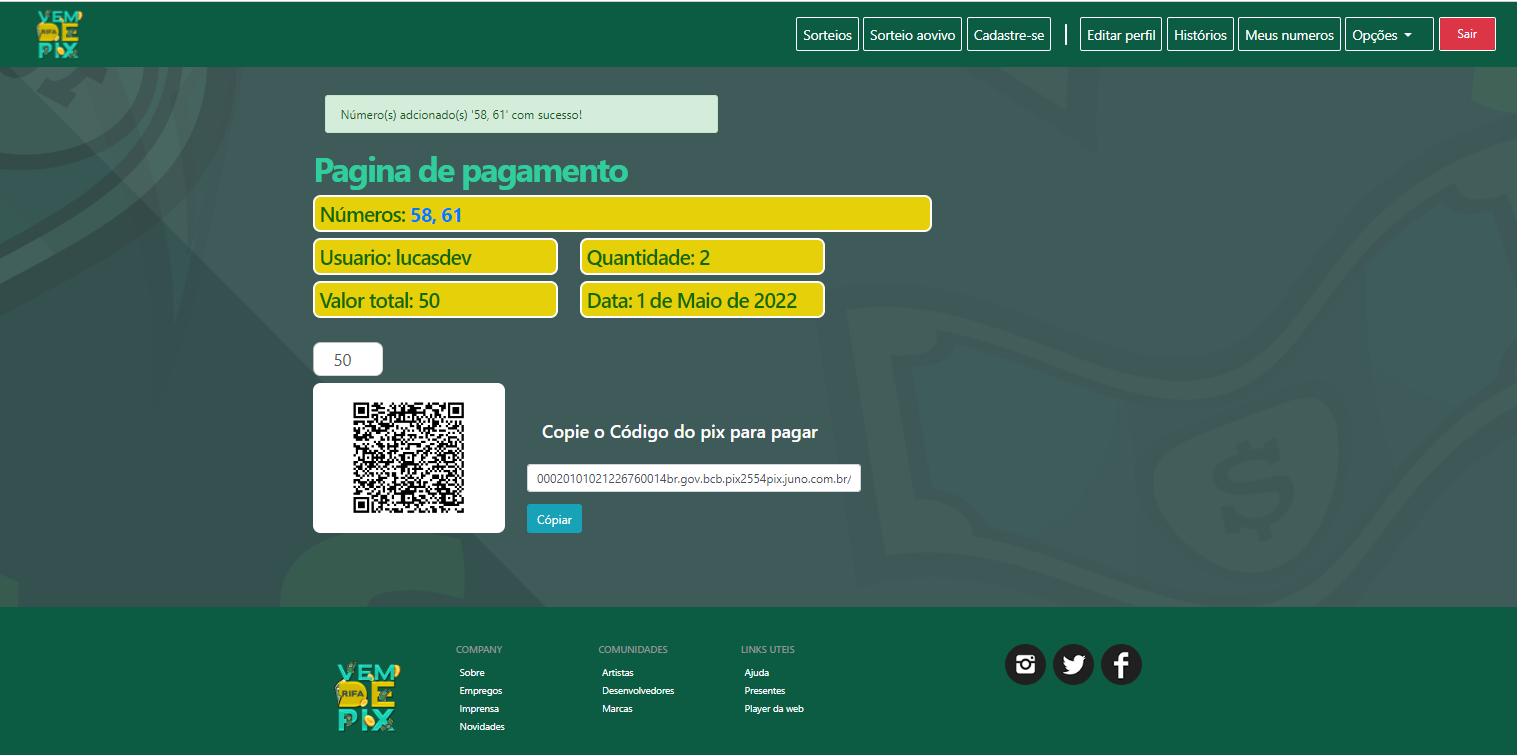 VEM
RIFA DE
PIX
Sorteios Sorteio aovivo Cadastre-se | Editar perfil Histórios Meus numeros Opções Sair
Número(s) adcionado(s) '58, 61' com sucesso!
Pagina de pagamento
Números: 58, 61
Usuario: lucasdev Quantidade: 2
Valor total: 50 Data: 1 de Maio de 2022
50
Copie o Código do pix para pagar
00020101021226760014br.gov.bcb.pix2554pix.juno.com.br/
Cópiar
VEM
RIFA DE
PIX
COMPANY COMUNIDADES LINKS UTEIS
Sobre Artistas Ajuda
Empregos Desenvolvedores Presentes
Imprensa Marcas Player da web
Novidades